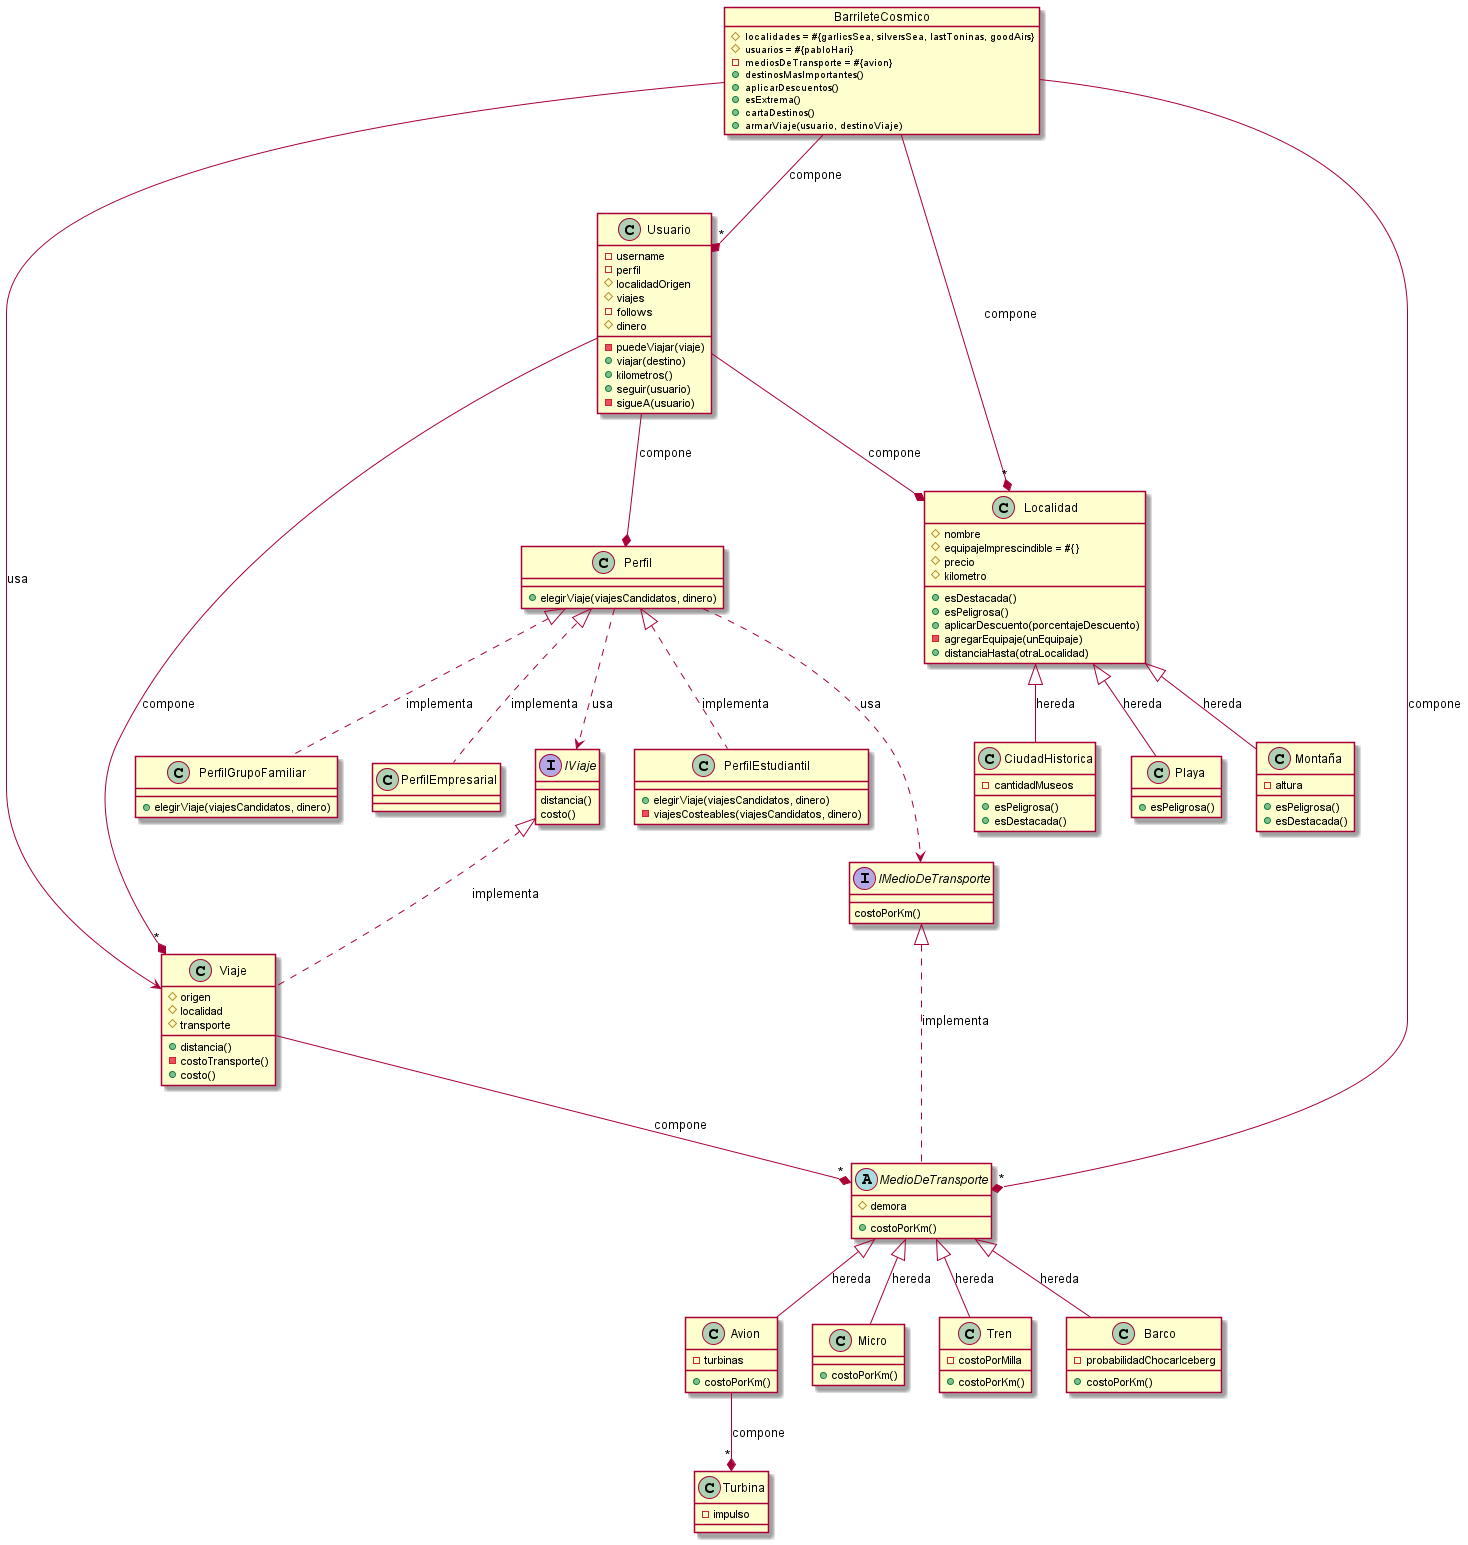 BarrileteCosmico
localidades = #{garlicsSea, silversSea, lastToninas, goodAirs}
usuarios = #{pabloHari}
mediosDeTransporte = #{avion}
destinosMasImportantes()
aplicarDescuentos()
esExtrema()
cartaDestinos()
armarViaje(usuario, destinoViaje)
compone
*
C Usuario
username
perfil
localidadOrigen
viajes
follows
dinero
puedeViajar(viaje)
viajar(destino)
kilometros()
seguir(usuario)
sigueA(usuario)
compone
compone
compone
*
C Localidad
nombre
equipajeImprescindible = #{}
precio
kilometro
esDestacada()
esPeligrosa()
aplicarDescuento(porcentajeDescuento)
agregarEquipaje(unEquipaje)
distanciaHasta(otraLocalidad)
usa
C Perfil
elegirViaje(viajesCandidatos, dinero)
compone
implementa
implementa
usa
implementa
usa
hereda
hereda
hereda
compone
C PerfilGrupoFamiliar
elegirViaje(viajesCandidatos, dinero)
C PerfilEmpresarial
I IViaje
distancia()
costo()
C PerfilEstudiantil
elegirViaje(viajesCandidatos, dinero)
viajesCosteables(viajesCandidatos, dinero)
C CiudadHistorica
cantidadMuseos
esPeligrosa()
esDestacada()
C Playa
esPeligrosa()
C Montaña
altura
esPeligrosa()
esDestacada()
I IMedioDeTransporte
costoPorKm()
implementa
*
C Viaje
origen
localidad
transporte
distancia()
costoTransporte()
costo()
implementa
compone
*
*
A MedioDeTransporte
demora
costoPorKm()
hereda
hereda
hereda
hereda
C Avion
turbinas
costoPorKm()
C Micro
costoPorKm()
C Tren
costoPorMilla
costoPorKm()
C Barco
probabilidadChocarIceberg
costoPorKm()
compone
*
C Turbina
impulso